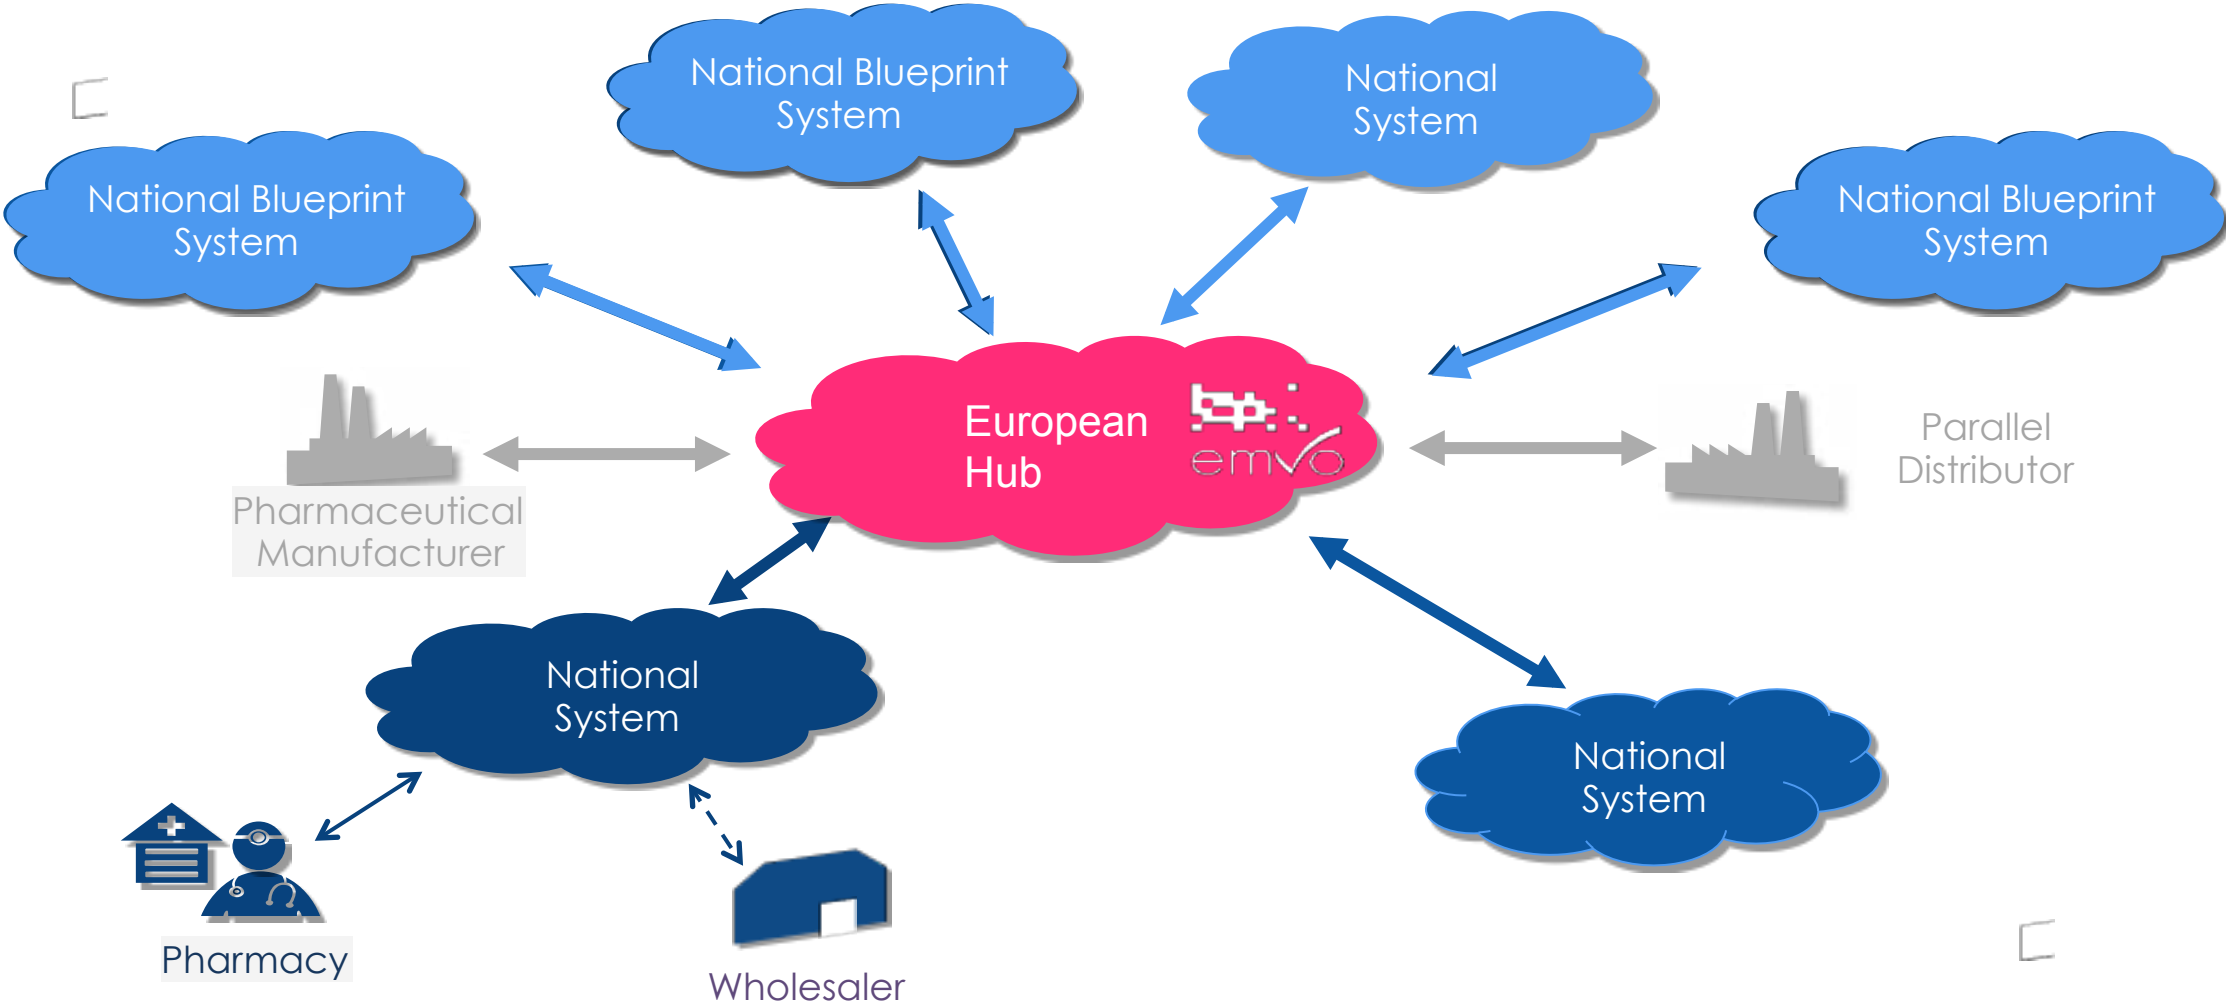 National Blueprint
System
National
System
National Blueprint
System
National Blueprint
System
European
Hub
emvo
Parallel
Distributor
Pharmaceutical
Manufacturer
National
System
National
System
Pharmacy
Wholesaler